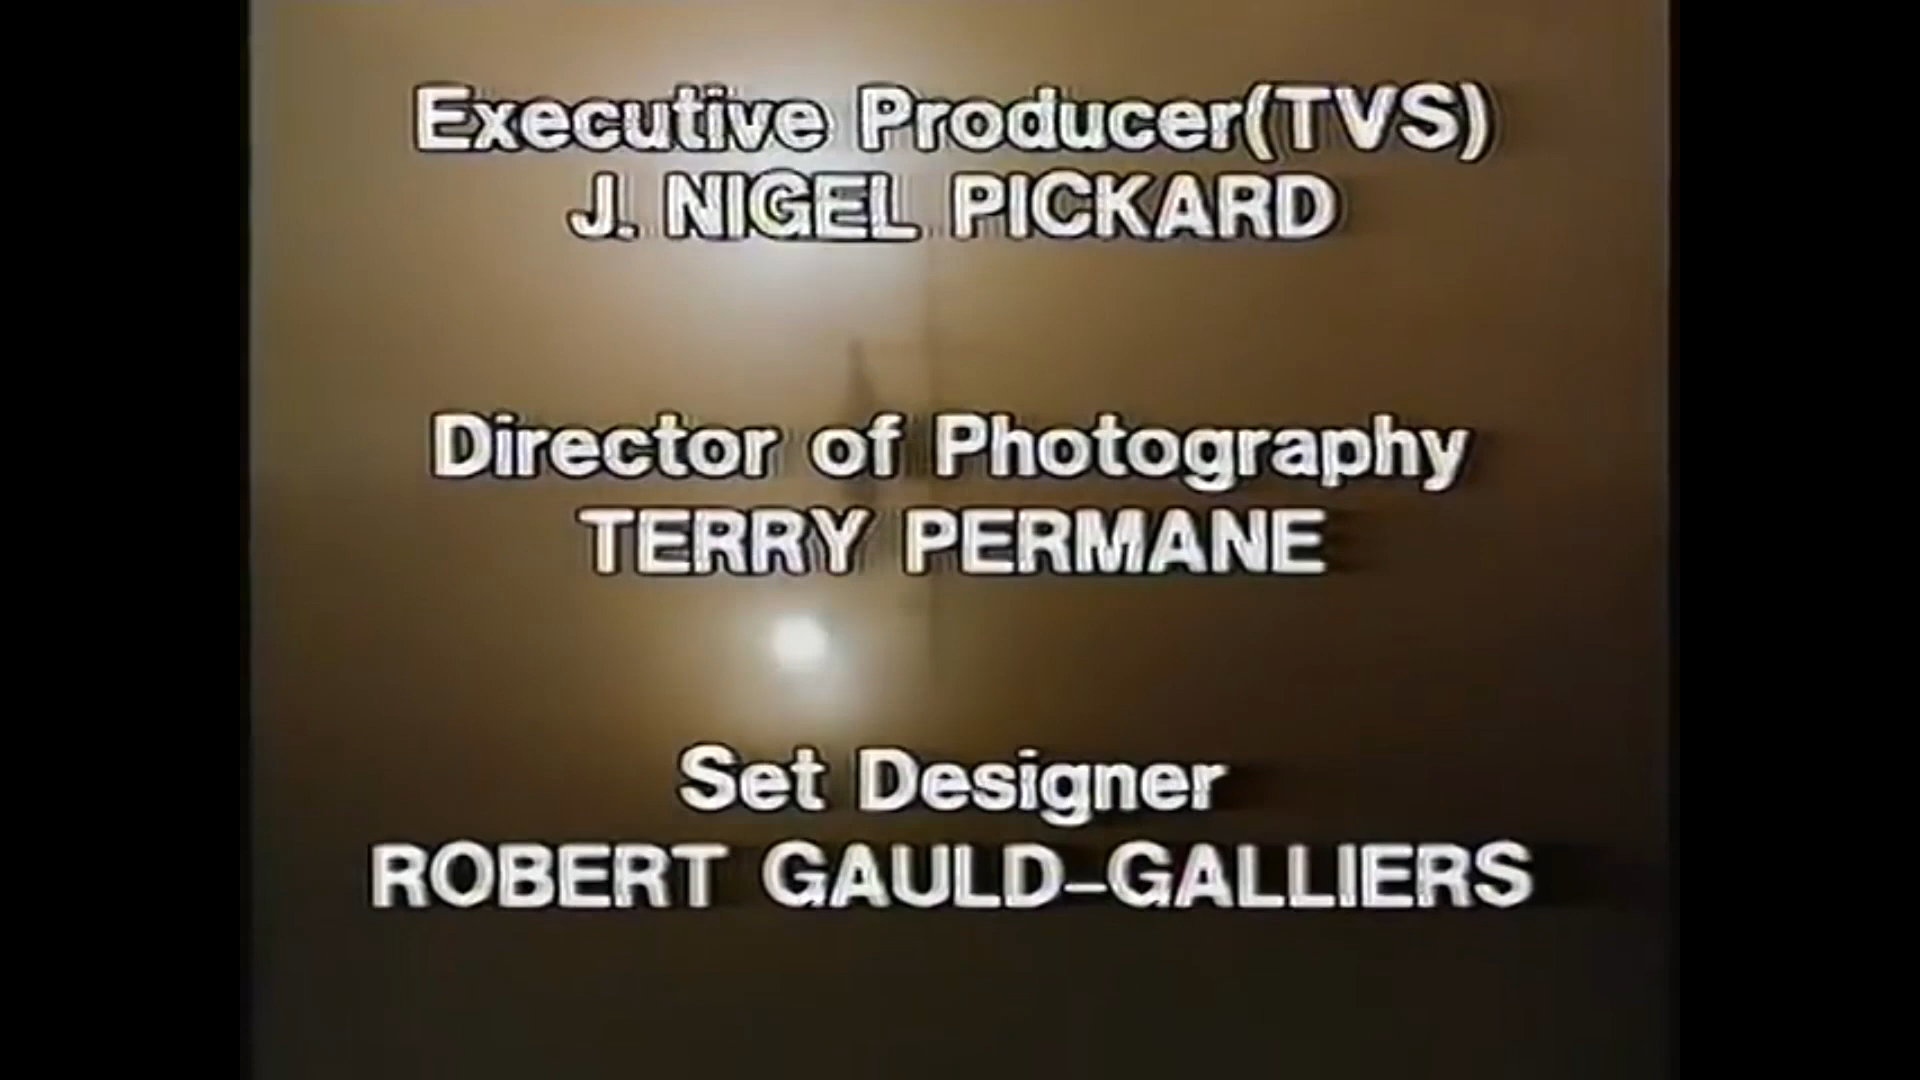 Executive Producer(TVS)
J. NIGEL PICKARD
Director of Photography
TERRY PERMANE
Set Designer
ROBERT GAULD-GALLIERS